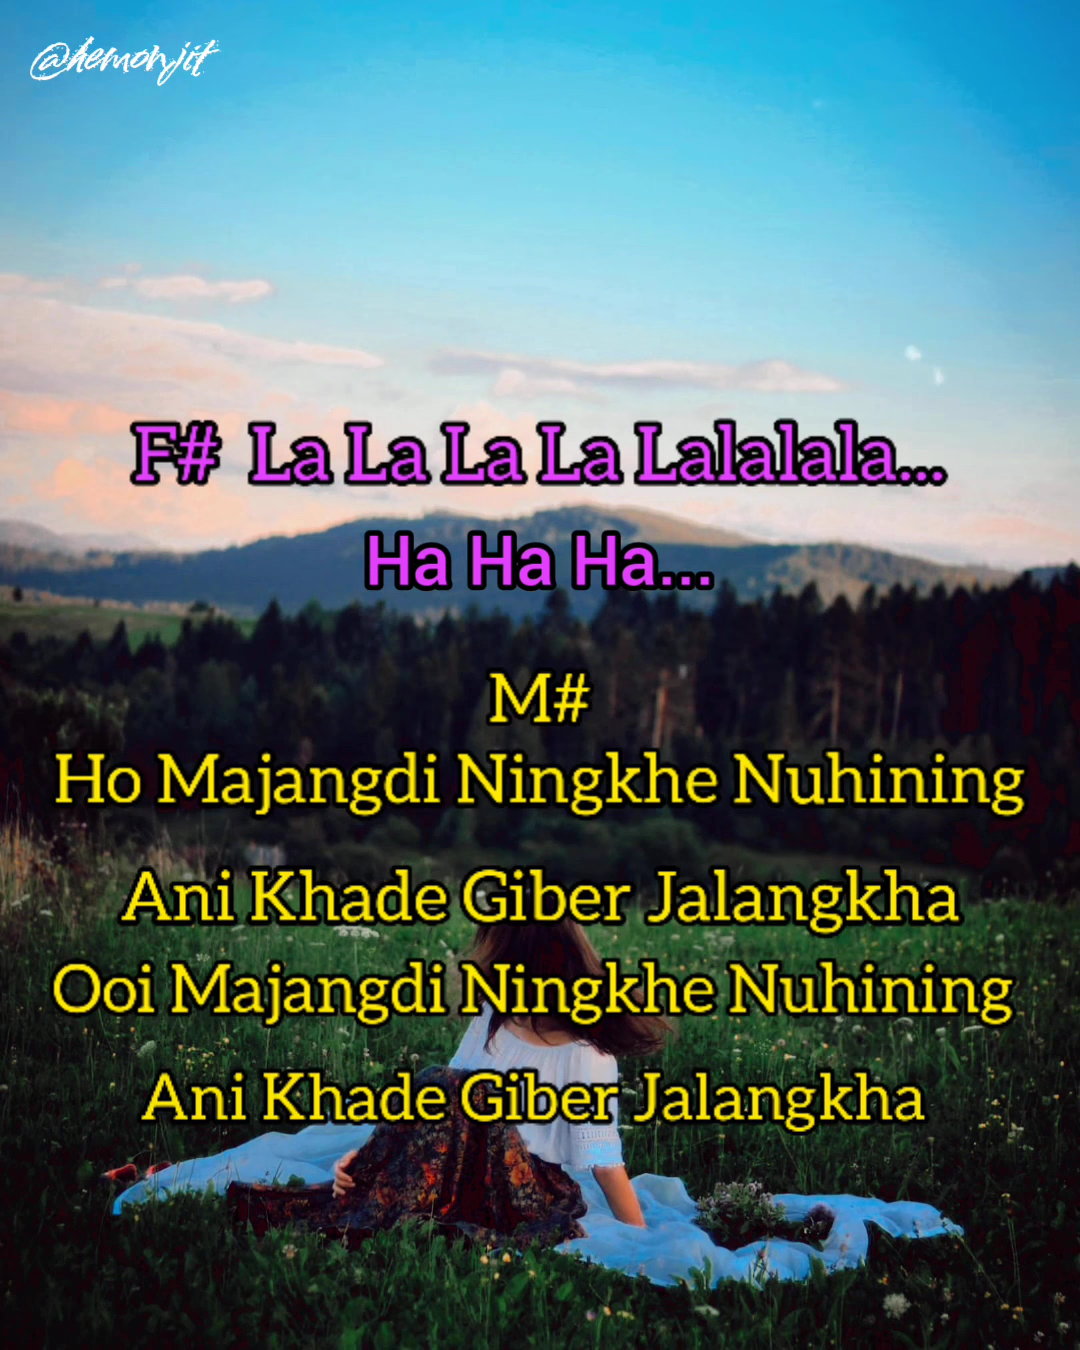 @hemonjit
F# La La La La Lalalala...
Ha Ha Ha...
M#
Ho Majangdi Ningkhe Nuhining
Ani Khade Giber Jalangkha
Ooi Majangdi Ningkhe Nuhining
Ani Khade Giber Jalangkha